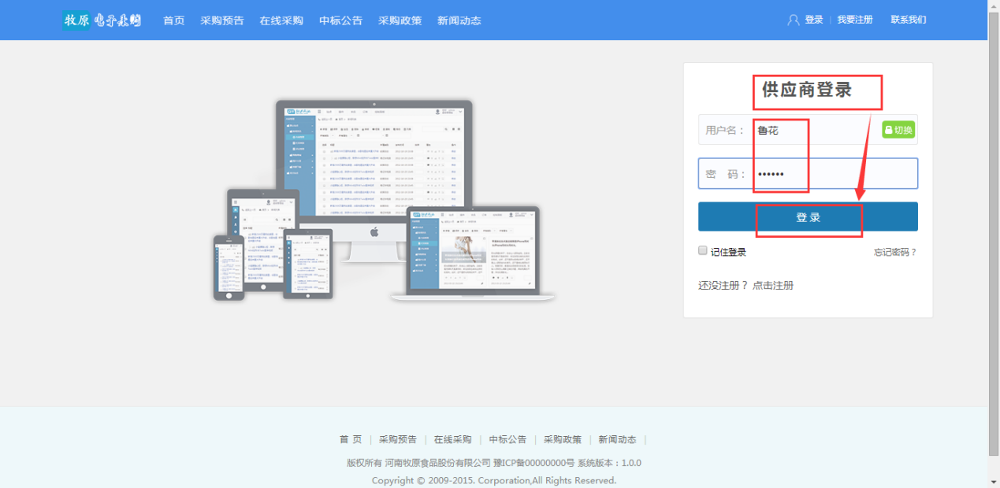 牧原 电子采购 首页 采购预告 在线采购 中标公告 采购政策 新闻动态 登录 | 我要注册 联系我们
供应商登录
用户名： 鲁花 切换
密 码： ••••••
登 录
记住登录 忘记密码？
还没注册？ 点击注册
首 页 | 采购预告 | 在线采购 | 中标公告 | 采购政策 | 新闻动态 |
版权所有 河南牧原食品股份有限公司 豫ICP备00000000号 系统版本：1.0.0
Copyright © 2009-2015. Corporation,All Rights Reserved.